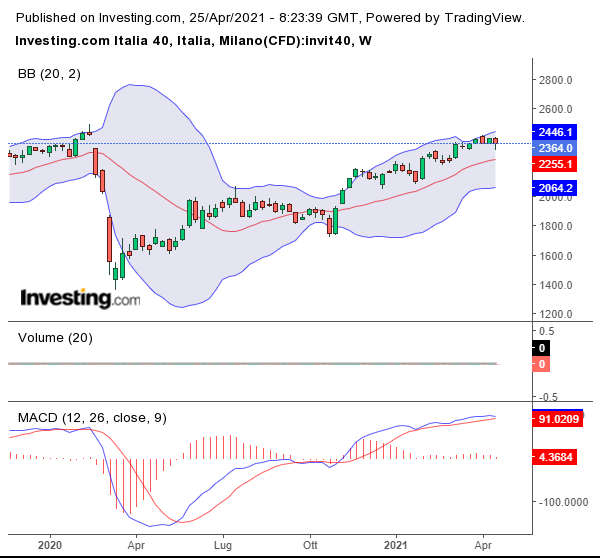 Published on Investing.com, 25/Apr/2021 - 8:23:39 GMT, Powered by TradingView.
Investing.com Italia 40, Italia, Milano(CFD):invit40, W
BB (20, 2)
2800.0
2600.0
2446.1
2364.0
2255.1
2064.2
2000.0
1800.0
1600.0
1400.0
1200.0
Investing.com
Volume (20)
0.5
0
0
-0.5
MACD (12, 26, close, 9)
91.0209
4.3684
-100.0000
2020 Apr Lug Ott 2021 Apr